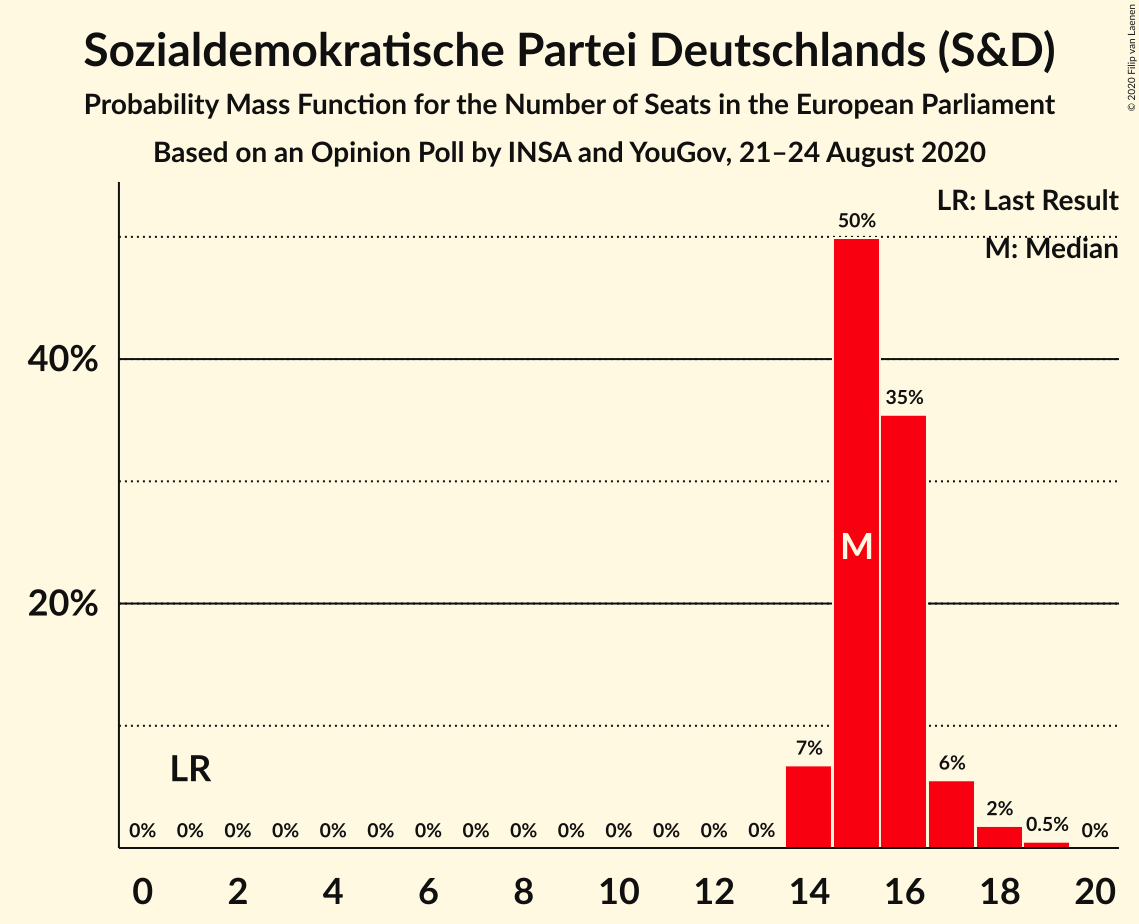 Sozialdemokratische Partei Deutschlands (S&D)
Probability Mass Function for the Number of Seats in the European Parliament
Based on an Opinion Poll by INSA and YouGov, 21–24 August 2020
© 2020 Filip van Laenen
LR: Last Result
M: Median
50%
40%
35%
M
20%
LR
7%
6%
2%
0.5%
0% 0% 0% 0% 0% 0% 0% 0% 0% 0% 0% 0% 0% 0% 0%
0 2 4 6 8 10 12 14 16 18 20